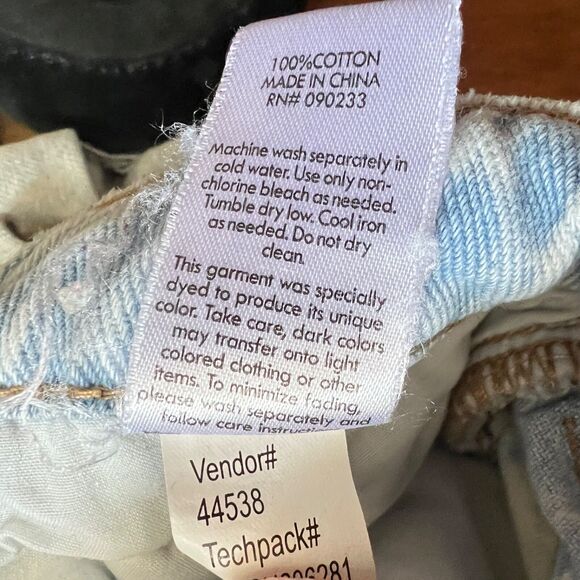 100%COTTON
MADE IN CHINA
RN# 090233
Machine wash separately in
cold water. Use only non-
chlorine bleach as needed.
Tumble dry low. Cool iron
as needed. Do not dry
clean.
This garment was specially
dyed to produce its unique
color. Take care, dark colors
may transfer onto light
colored clothing or other
items. To minimize fading,
please wash separately and
follow care
Vendor#
44538
Techpack#